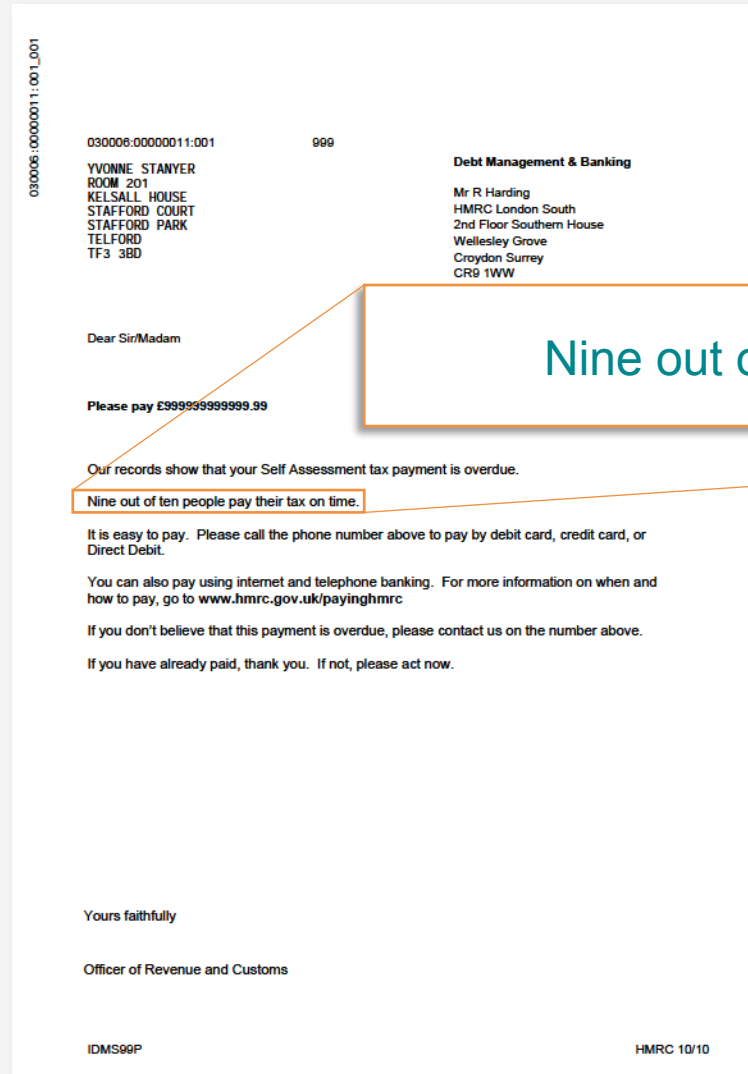 030006:00000011:001_001
030006:00000011:001 999
YVONNE STANYER
ROOM 201
KELSALL HOUSE
STAFFORD COURT
STAFFORD PARK
TELFORD
TF3 3BD
Debt Management & Banking
Mr R Harding
HMRC London South
2nd Floor Southern House
Wellesley Grove
Croydon Surrey
CR9 1WW
Dear Sir/Madam
Nine out
Please pay £999999999999.99
Our records show that your Self Assessment tax payment is overdue.
Nine out of ten people pay their tax on time.
It is easy to pay. Please call the phone number above to pay by debit card, credit card, or
Direct Debit.
You can also pay using internet and telephone banking. For more information on when and
how to pay, go to www.hmrc.gov.uk/payinghmrc
If you don't believe that this payment is overdue, please contact us on the number above.
If you have already paid, thank you. If not, please act now.
Yours faithfully
Officer of Revenue and Customs
IDMS99P HMRC 10/10